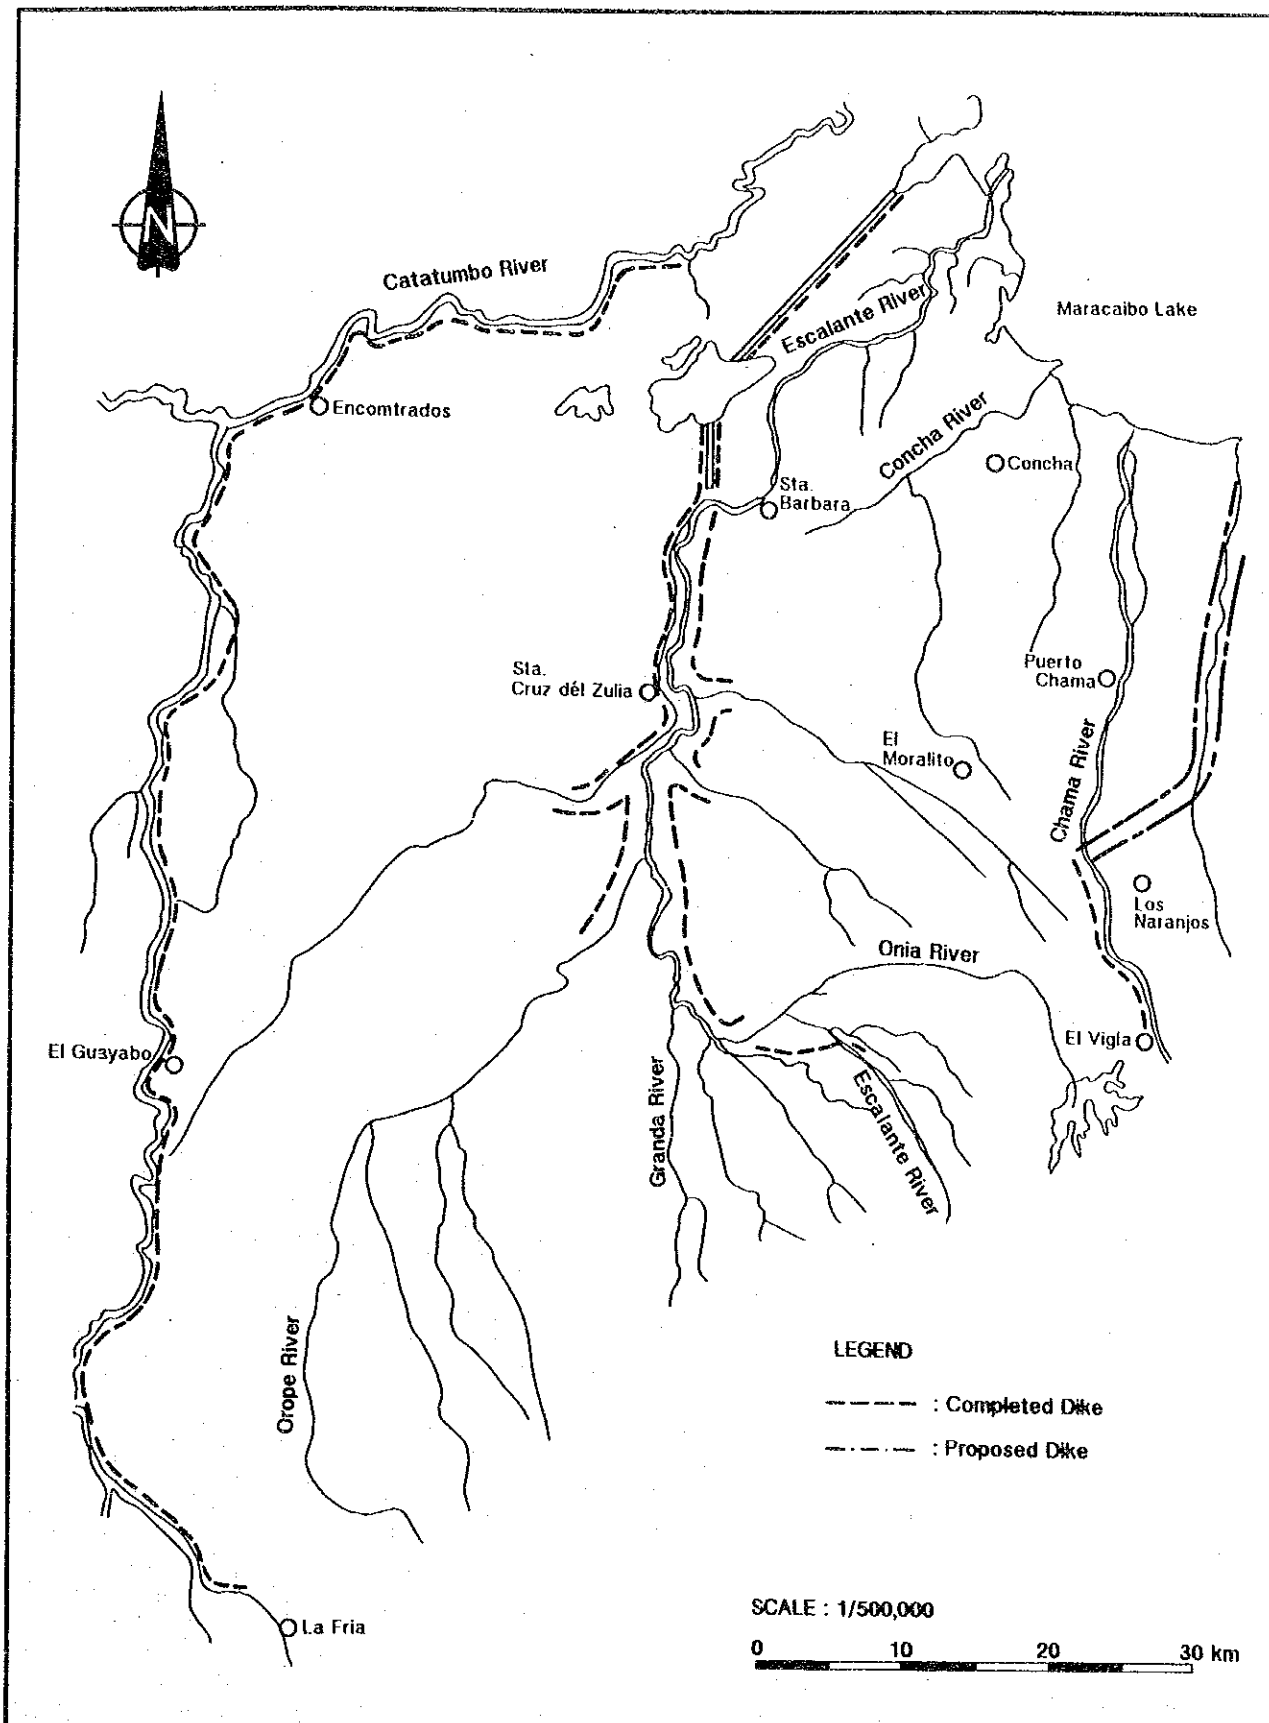 N
Catatumbo River
Escalante River
Maracaibo Lake
Encomtrados
Concha River
Concha
Sta.
Barbara
Sta.
Cruz dél Zulia
Puerto
Chama
El
Moralito
Chama River
Los
Naranjos
Onia River
El Guayabo
El Vigía
Escalante River
Granda River
Orope River
LEGEND
: Completed Dike
: Proposed Dike
La Fria
SCALE : 1/500,000
0 10 20 30 km